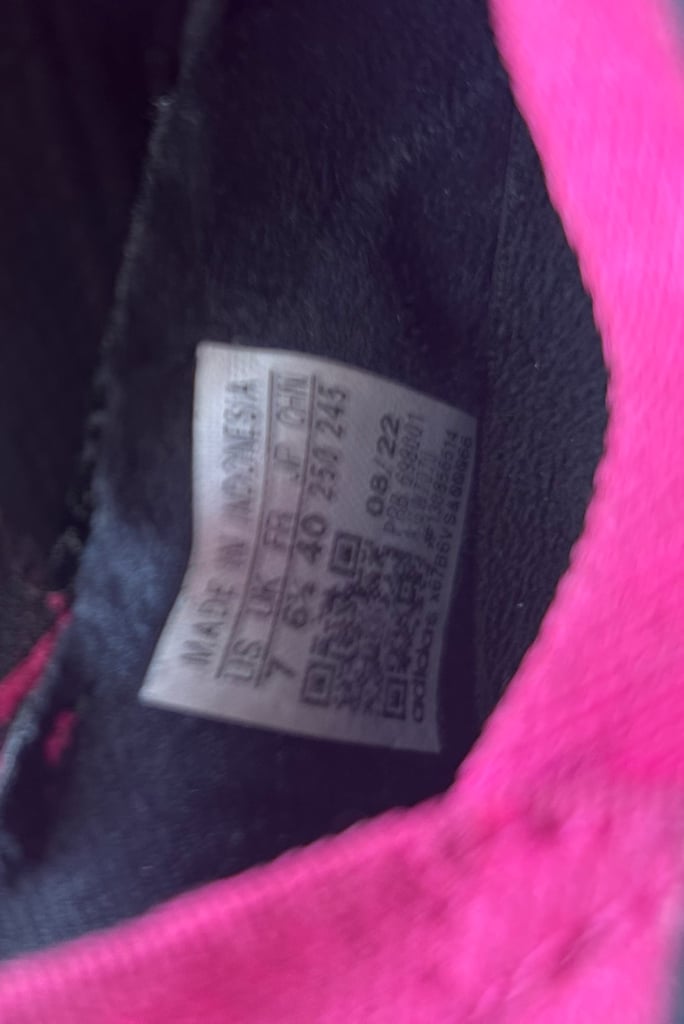 MADE IN INDONESIA
US UK FR JP CHN
7 6½ 40 250 245
08/22
adidas